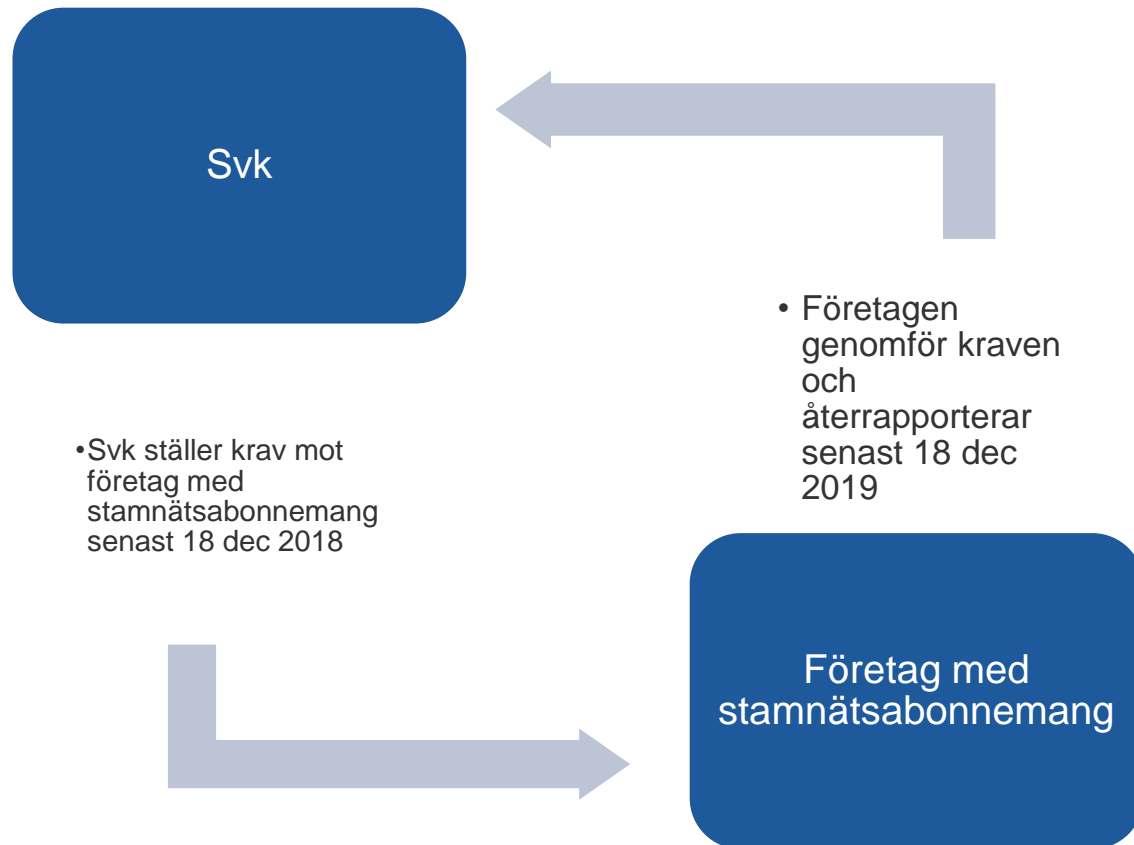 Svk
• Företagen
genomför kraven
och
återrapporterar
senast 18 dec
2019
•Svk ställer krav mot
företag med
stamnätsabonnemang
senast 18 dec 2018
Företag med
stamnätsabonnemang